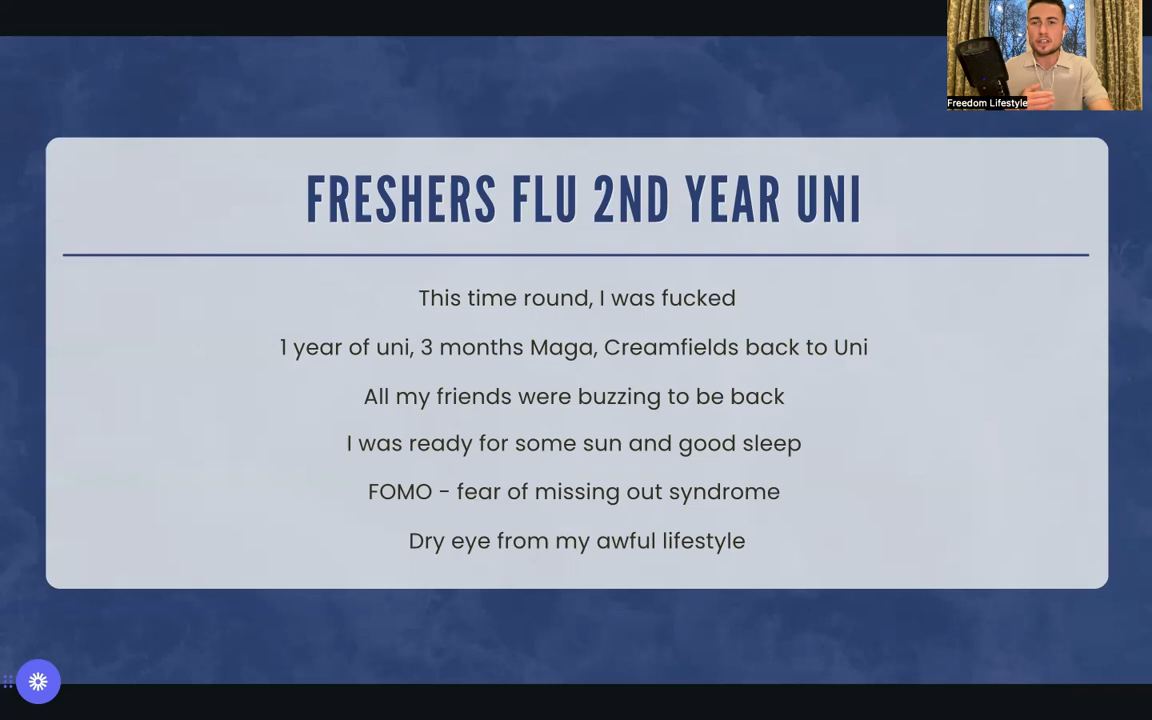 Freedom Lifestyle
FRESHERS FLU 2ND YEAR UNI
This time round, I was fucked
1 year of uni, 3 months Maga, Creamfields back to Uni
All my friends were buzzing to be back
I was ready for some sun and good sleep
FOMO - fear of missing out syndrome
Dry eye from my awful lifestyle